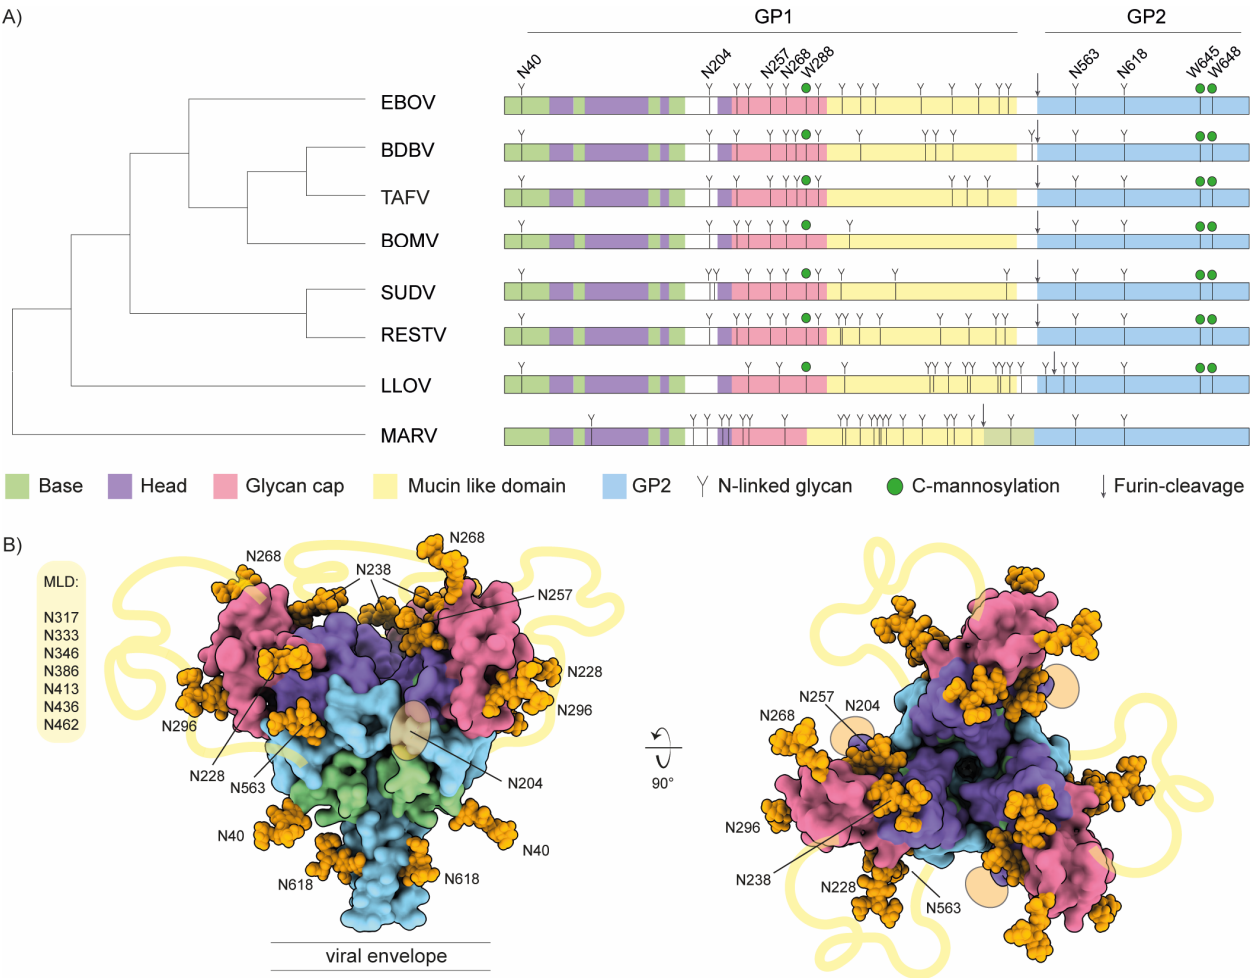 A)
GP1
GP2
N40
N204
N257
N268
W288
N563
N618
W645
W648
EBOV
BDBV
TAFV
BOMV
SUDV
RESTV
LLOV
MARV
Base
Head
Glycan cap
Mucin like domain
GP2
N-linked glycan
C-mannosylation
Furin-cleavage
B)
MLD:
N317
N333
N346
N386
N413
N436
N462
N268
N238
N268
N257
N228
N296
N296
N228
N563
N204
N40
N40
N618
N618
viral envelope
90°
N257
N204
N268
N296
N238
N228
N563